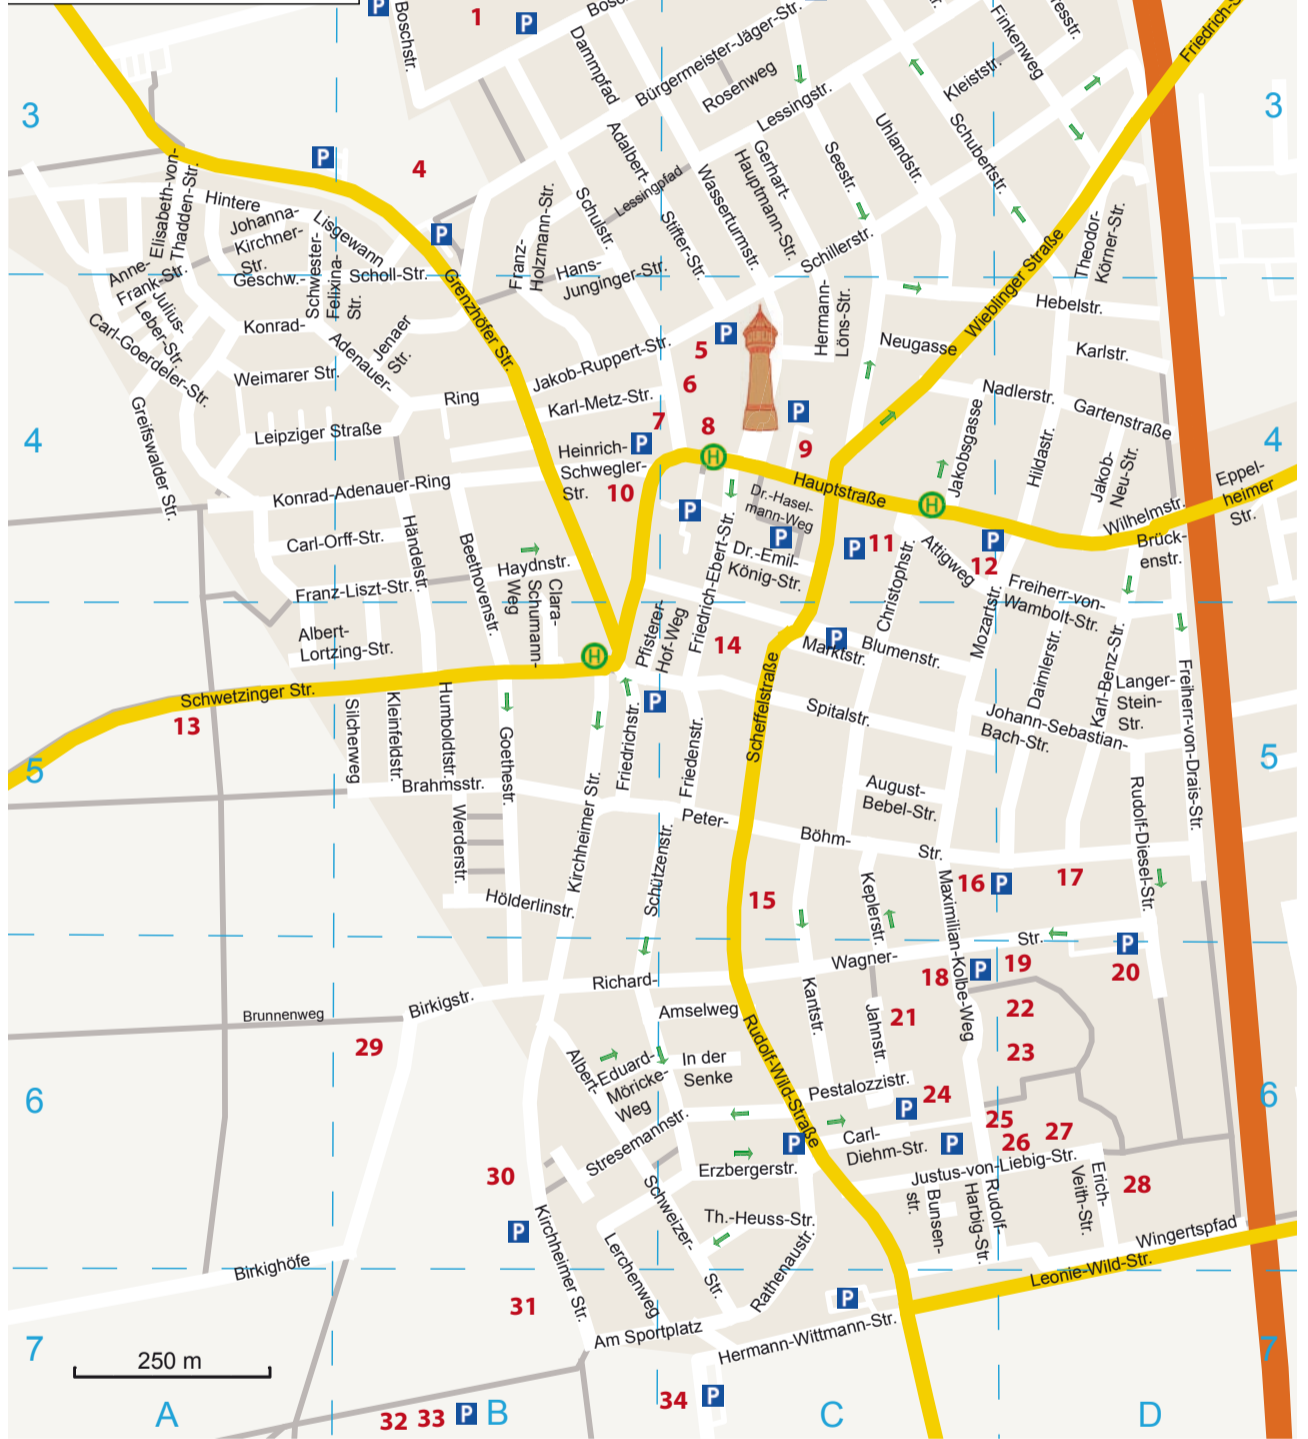 P
Boschstr.
1
P
Dammpfad
Bürgermeister-Jäger-Str.
Finkenweg
Friedrich-
Rosenweg
Kleiststr.
Lessingstr.
3
3
P
4
Adalbert-
Stifter-Str.
Lessingpfad
Schulstr.
Wasserturmstr.
Gerhart-
Hauptmann-Str.
Seestr.
Uhlandstr.
Schubertstr.
Elisabeth-von-
Thadden-Str.
Hintere
Lisgewann
Johanna-
Kirchner-
Str.
P
Franz-
Holzmann-Str.
Schillerstr.
Theodor-
Körner-Str.
Anne-
Frank-Str.
Geschw.-
Scholl-Str.
Schwester-
Felixina-
Str.
Hans-
Junginger-Str.
Grenzhöfer Str.
Wieblinger Straße
Julius-
Leber-Str.
Carl-Goerdeler-Str.
Konrad-
Adenauer-
Ring
Jenaer
Str.
Hermann-
Löns-Str.
Hebelstr.
Neugasse
Karlstr.
P
5
Jakob-Ruppert-Str.
Weimarer Str.
6
Karl-Metz-Str.
Nadlerstr.
Gartenstraße
Greifswalder Str.
Leipziger Straße
7
8
P
9
4
4
Heinrich-
Schwegler-
Str.
P
10
H
Hauptstraße
Jakobsgasse
Hildastr.
Jakob-
Neu-Str.
Eppel-
heimer
Str.
Konrad-Adenauer-Ring
P
Dr.-Hasel-
mann-Weg
H
Wilhelmstr.
Brück-
enstr.
Carl-Orff-Str.
Händelstr.
Beethovenstr.
Haydnstr.
Friedrich-Ebert-Str.
P
Dr.-Emil-
König-Str.
P
11
Christophstr.
Attigweg
P
12
Franz-Liszt-Str.
Clara-
Schumann-
Weg
Freiherr-von-
Wambolt-Str.
Albert-
Lortzing-Str.
Pfisterer-
Hof-Weg
14
P
Marktstr.
Blumenstr.
Mozartstr.
Daimlerstr.
Karl-Benz-Str.
Langer-
Stein-
Str.
H
Schwetzinger Str.
13
Silcherweg
Kleinfeldstr.
Humboldtstr.
Goethestr.
P
Friedrichstr.
Friedenstr.
Scheffelstraße
Spitalstr.
Johann-Sebastian-
Bach-Str.
Freiherr-von-Drais-Str.
5
5
Brahmsstr.
Kirchheimer Str.
August-
Bebel-Str.
Rudolf-Diesel-Str.
Werderstr.
Peter-
Böhm-
Str.
Schützenstr.
Hölderlinstr.
15
Keplerstr.
Maximilian-Kolbe-Weg
16
P
17
Richard-
Wagner-
Str.
P
18
P
19
20
Birkigstr.
Brunnenweg
Amselweg
Kantstr.
21
22
29
Albert-
Eduard-
Möricke-
Weg
In der
Senke
Rudolf-Wild-Straße
Jahnstr.
23
6
6
Pestalozzistr.
24
P
Stresemannstr.
P
Carl-
Diehm-Str.
P
25
26
27
30
Erzbergerstr.
Justus-von-Liebig-Str.
28
Schweizer-
Str.
Bunsen-
str.
Rudolf-
Harbig-Str.
Erich-
Veith-Str.
P
Kirchheimer Str.
Lerchenweg
Th.-Heuss-Str.
Rathenaustr.
Wingertspfad
Leonie-Wild-Str.
Birkighöfe
31
P
Am Sportplatz
Hermann-Wittmann-Str.
7
7
250 m
34
P
A
32
33
P
B
C
D